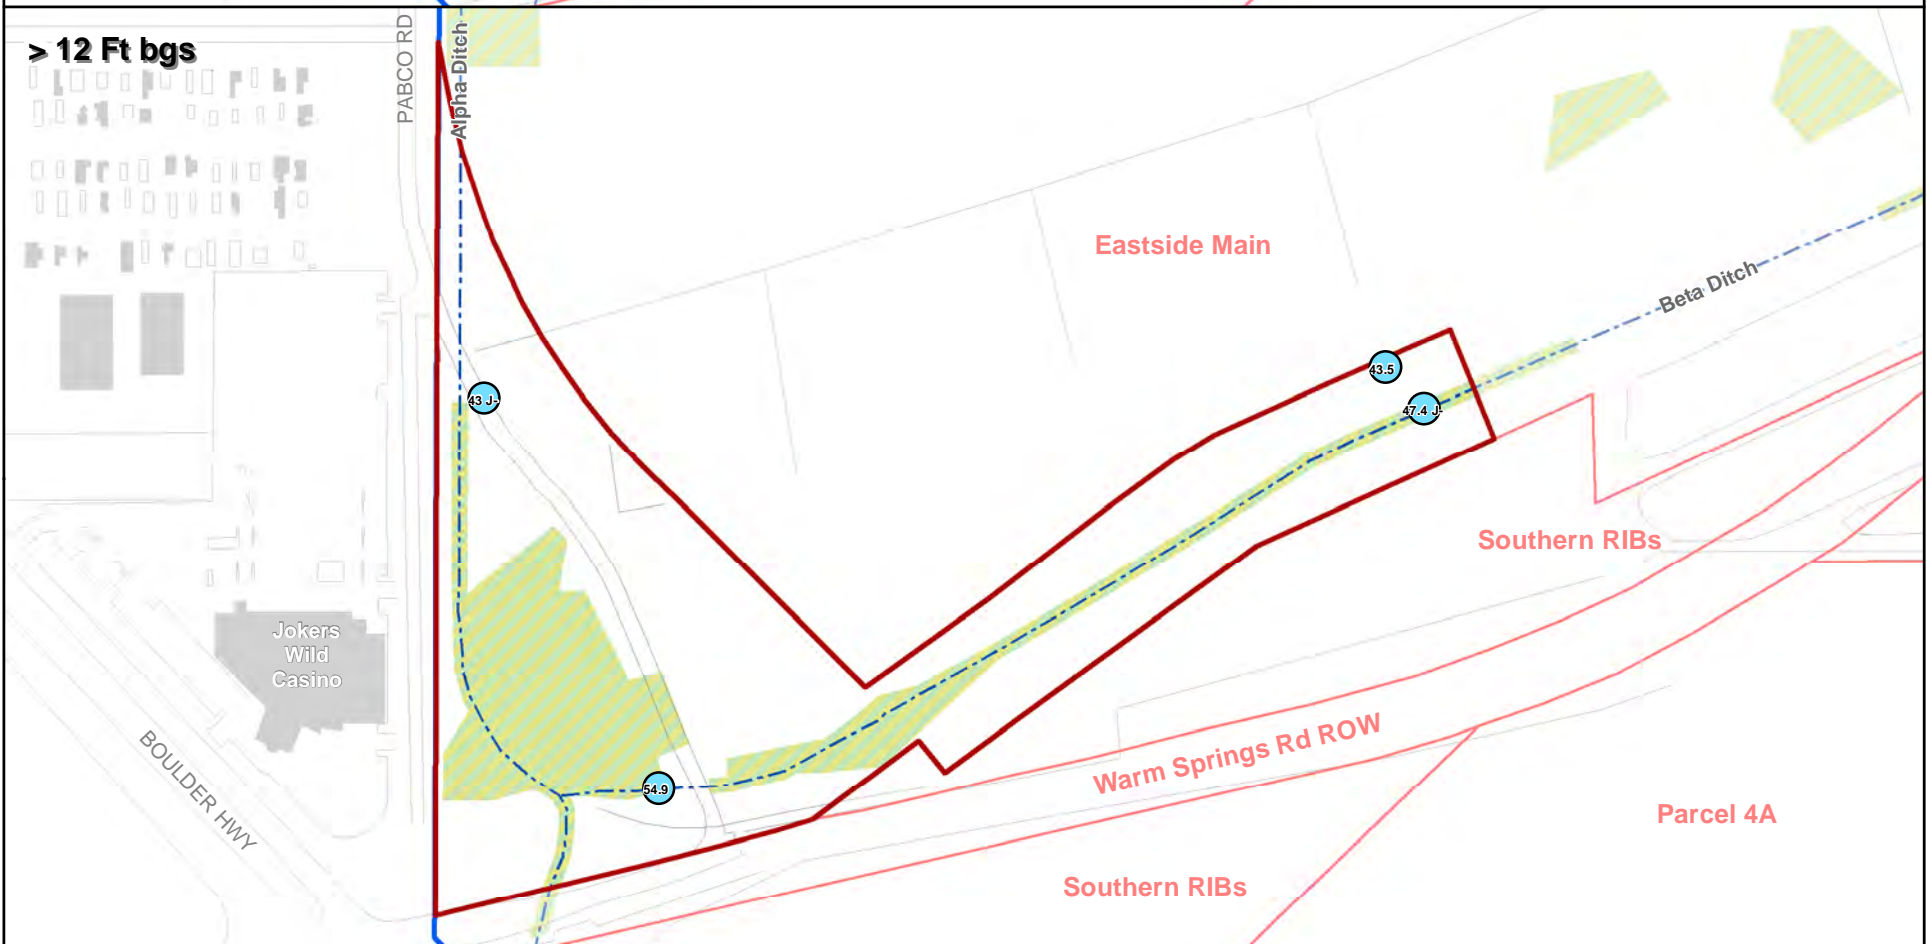 > 12 Ft bgs
PABCO RD
Alpha Ditch
Eastside Main
Beta Ditch
43.5
43 J-
47.4 J-
Southern RIBs
Jokers
Wild
Casino
BOULDER HWY
54.9
Warm Springs Rd ROW
Parcel 4A
Southern RIBs